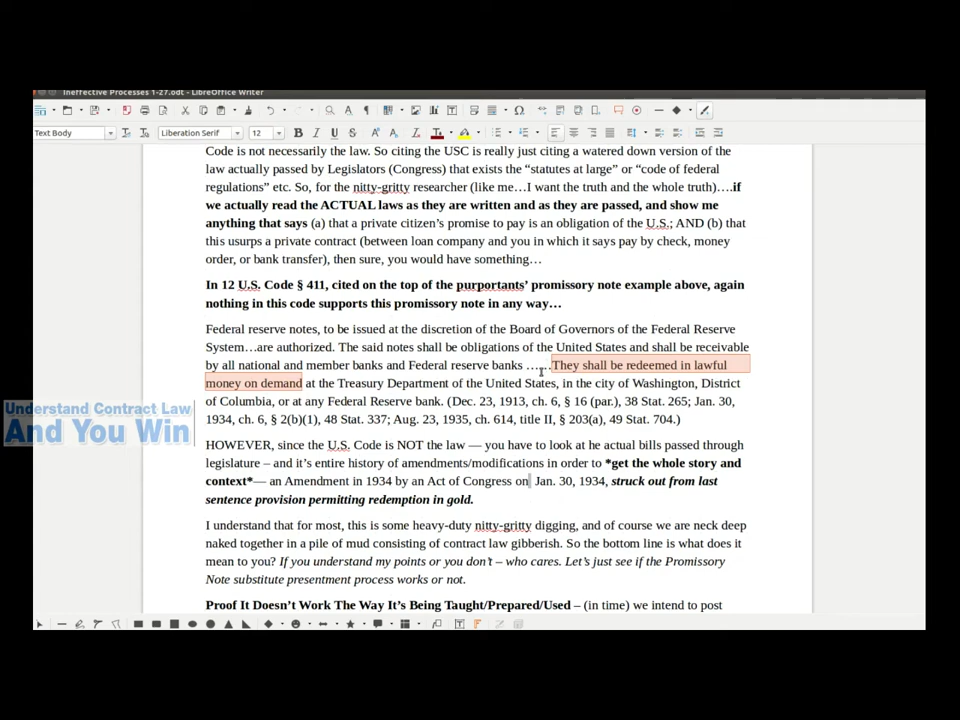 Ineffective Processes 1-27.odt - LibreOffice Writer
Text Body
Liberation Serif
12
Code is not necessarily the law. So citing the USC is really just citing a watered down version of the
law actually passed by Legislators (Congress) that exists the “statutes at large” or “code of federal
regulations” etc. So, for the nitty-gritty researcher (like me…I want the truth and the whole truth)….if
we actually read the ACTUAL laws as they are written and as they are passed, and show me
anything that says (a) that a private citizen’s promise to pay is an obligation of the U.S.; AND (b) that
this usurps a private contract (between loan company and you in which it says pay by check, money
order, or bank transfer), then sure, you would have something…
In 12 U.S. Code § 411, cited on the top of the purportants’ promissory note example above, again
nothing in this code supports this promissory note in any way…
Federal reserve notes, to be issued at the discretion of the Board of Governors of the Federal Reserve
System…are authorized. The said notes shall be obligations of the United States and shall be receivable
by all national and member banks and Federal reserve banks ……They shall be redeemed in lawful
money on demand at the Treasury Department of the United States, in the city of Washington, District
of Columbia, or at any Federal Reserve bank. (Dec. 23, 1913, ch. 6, § 16 (par.), 38 Stat. 265; Jan. 30,
1934, ch. 6, § 2(b)(1), 48 Stat. 337; Aug. 23, 1935, ch. 614, title II, § 203(a), 49 Stat. 704.)
Understand Contract Law
And You Win
HOWEVER, since the U.S. Code is NOT the law — you have to look at he actual bills passed through
legislature – and it’s entire history of amendments/modifications in order to *get the whole story and
context*— an Amendment in 1934 by an Act of Congress on Jan. 30, 1934, struck out from last
sentence provision permitting redemption in gold.
I understand that for most, this is some heavy-duty nitty-gritty digging, and of course we are neck deep
naked together in a pile of mud consisting of contract law gibberish. So the bottom line is what does it
mean to you? If you understand my points or you don’t – who cares. Let’s just see if the Promissory
Note substitute presentment process works or not.
Proof It Doesn’t Work The Way It’s Being Taught/Prepared/Used – (in time) we intend to post